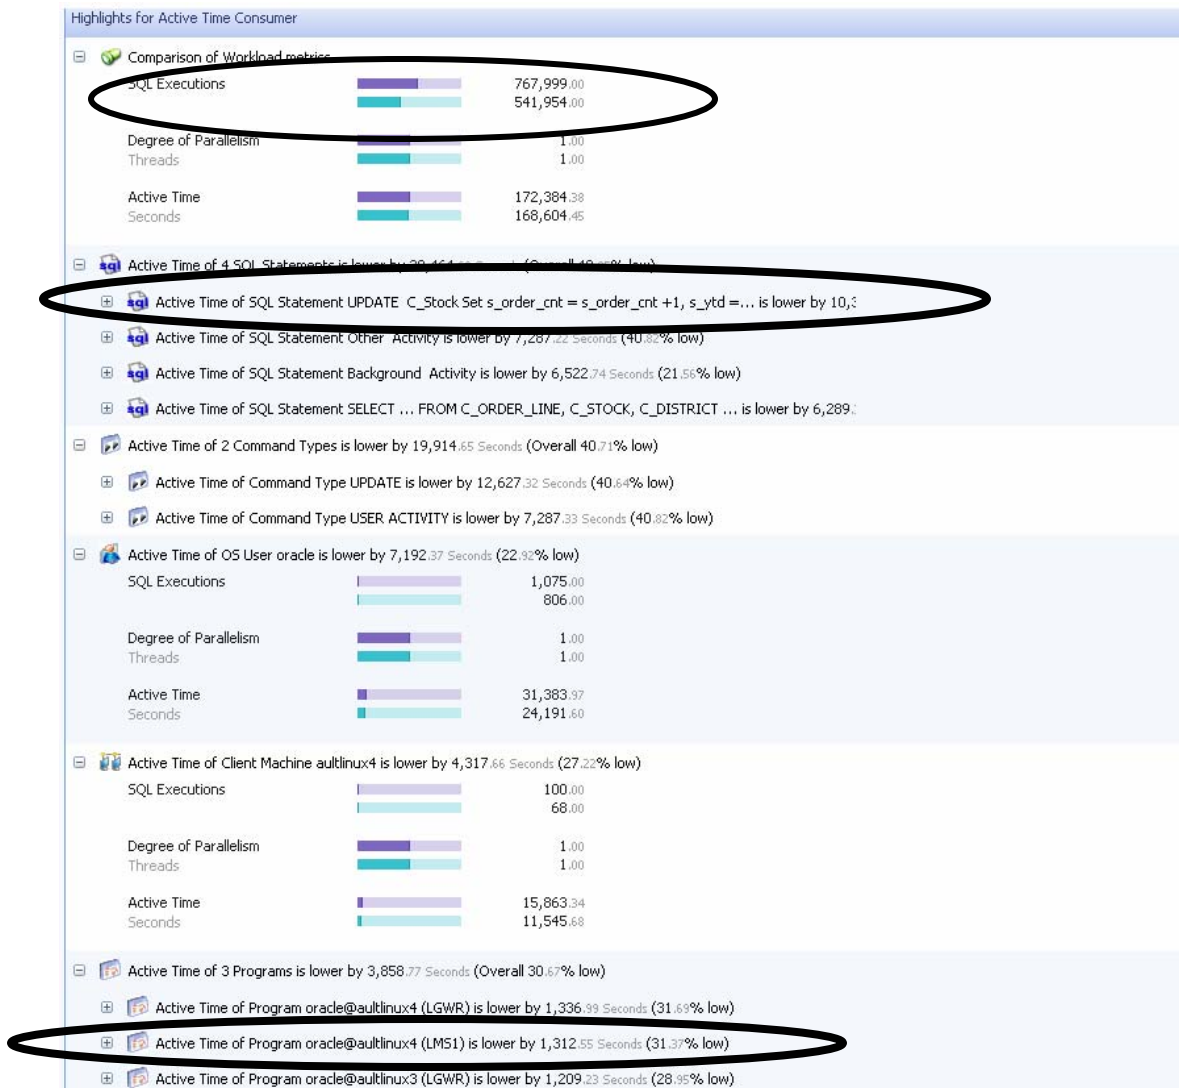 Highlights for Active Time Consumer
Comparison of Workload metrics
SQL Executions 767,999.00
541,954.00
Degree of Parallelism 1.00
Threads 1.00
Active Time 172,384.38
Seconds 168,604.45
Active Time of 4 SQL Statements is lower by Seconds (Overall % low)
Active Time of SQL Statement UPDATE C_Stock Set s_order_cnt = s_order_cnt +1, s_ytd =... is lower by 10,3
Active Time of SQL Statement Other Activity is lower by 7,287.22 Seconds (40.82% low)
Active Time of SQL Statement Background Activity is lower by 6,522.74 Seconds (21.56% low)
Active Time of SQL Statement SELECT ... FROM C_ORDER_LINE, C_STOCK, C_DISTRICT ... is lower by 6,289.
Active Time of 2 Command Types is lower by 19,914.65 Seconds (Overall 40.71% low)
Active Time of Command Type UPDATE is lower by 12,627.32 Seconds (40.64% low)
Active Time of Command Type USER ACTIVITY is lower by 7,287.33 Seconds (40.82% low)
Active Time of OS User oracle is lower by 7,192.37 Seconds (22.92% low)
SQL Executions 1,075.00
806.00
Degree of Parallelism 1.00
Threads 1.00
Active Time 31,383.97
Seconds 24,191.60
Active Time of Client Machine aultlinux4 is lower by 4,317.66 Seconds (27.22% low)
SQL Executions 100.00
68.00
Degree of Parallelism 1.00
Threads 1.00
Active Time 15,863.34
Seconds 11,545.68
Active Time of 3 Programs is lower by 3,858.77 Seconds (Overall 30.67% low)
Active Time of Program oracle@aultlinux4 (LGWR) is lower by 1,336.99 Seconds (31.69% low)
Active Time of Program oracle@aultlinux4 (LMS1) is lower by 1,312.55 Seconds (31.37% low)
Active Time of Program oracle@aultlinux3 (LGWR) is lower by 1,209.23 Seconds (28.95% low)